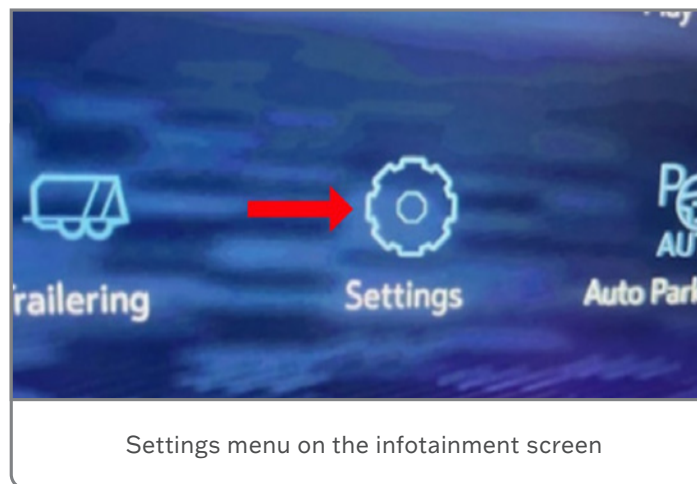 P
AU
railering
Settings
Auto Park
Settings menu on the infotainment screen